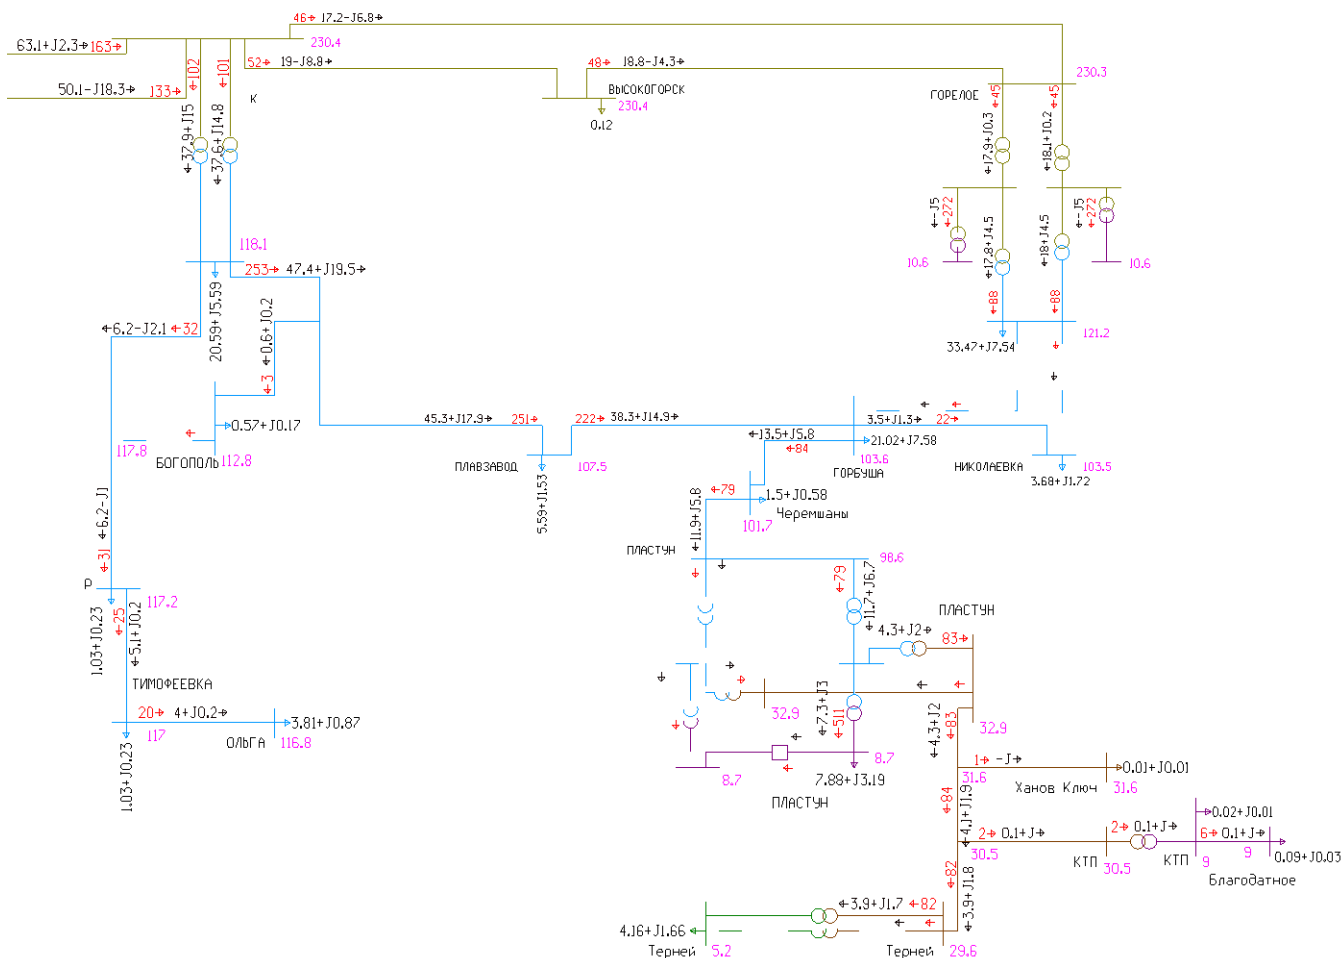 46→ 17.2-J6.8→
63.1+J2.3→ 163→
230.4
←102
←101
52→ 19-J8.8→
48→ 18.8-J4.3→
230.3
50.1-J18.3→ 133→
К
ВЫСОКОГОРСК
230.4
0.12
ГОРЕЛОЕ
←45
←45
←37.9+J15
←37.6+J14.8
←17.9+J0.3
←18.1+J0.2
←-J5
←272
←-J5
←272
←17.8+J4.5
←18+J4.5
10.6
10.6
118.1
253→ 47.4+J19.5→
←88
←88
20.59+J5.59
←6.2-J2.1 ←32
←0.6+J0.2
←3
33.47+J7.54
121.2
45.3+J17.9→ 251→
222→ 38.3+J14.9→
3.5+J1.3→ 22→
0.57+J0.17
←13.5+J5.8
←84
21.02+J7.58
117.8
БОГОПОЛЬ
112.8
ПЛАВЗАВОД
107.5
103.6
ГОРБУША
НИКОЛАЕВКА
103.5
3.68+J1.72
5.59+J1.53
←6.2-J1
←79
1.5+J0.58
Черемшаны
101.7
←11.9+J5.8
←31
ПЛАСТУН
98.6
Р
117.2
←79
←11.7+J6.7
1.03+J0.23
←25
←5.1+J0.2
ПЛАСТУН
4.3+J2→
83→
ТИМОФЕЕВКА
20→ 4+J0.2→
3.81+J0.87
117
ОЛЬГА
116.8
1.03+J0.23
32.9
←7.3+J3
←511
←4.3+J2
←83
32.9
8.7
8.7
7.88+J3.19
ПЛАСТУН
1→ -J→
31.6
Ханов Ключ
31.6
0.01+J0.01
←84
←4.1+J1.9
2→ 0.1+J→
30.5
КТП
30.5
2→ 0.1+J→
0.02+J0.01
6→ 0.1+J→
КТП
9
9
0.09+J0.03
Благодатное
←82
←3.9+J1.8
←3.9+J1.7 ←82
4.16+J1.66
Терней
5.2
Терней
29.6